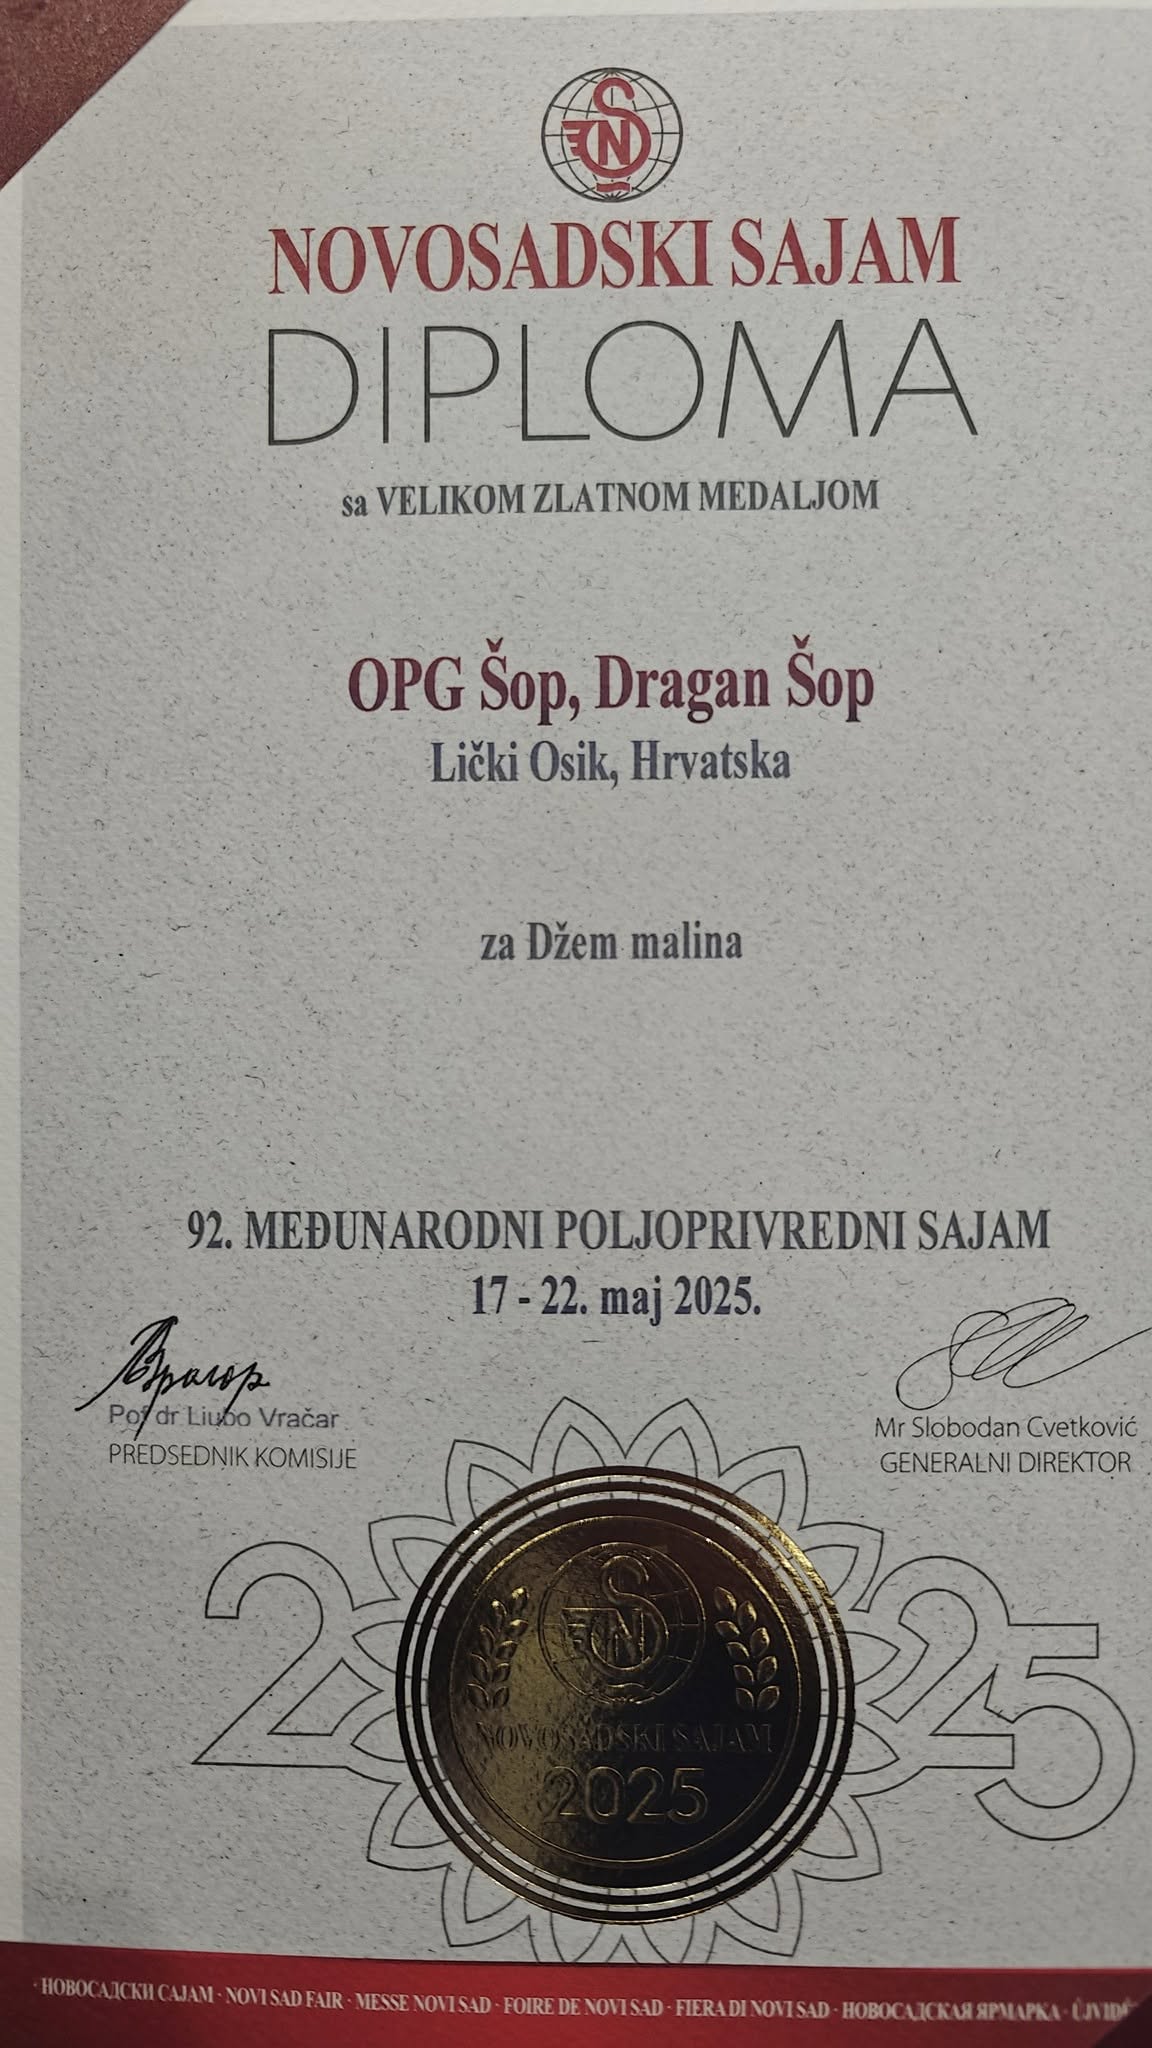 NOVOSADSKI SAJAM
DIPLOMA
sa VELIKOM ZLATNOM MEDALJOM
OPG Šop, Dragan Šop
Lički Osik, Hrvatska
za Džem malina
92. MEĐUNARODNI POLJOPRIVREDNI SAJAM
17 - 22. maj 2025.
Pof dr Ljubo Vračar
PREDSEDNIK KOMISIJE
Mr Slobodan Cvetković
GENERALNI DIREKTOR
2025
NOVOSADSKI SAJAM
2025
· НОВОСАДСКИ САЈАМ · NOVI SAD FAIR · MESSE NOVI SAD · FOIRE DE NOVI SAD · FIERA DI NOVI SAD · НОВОСАДСКАЯ ЯРМАРКА ·